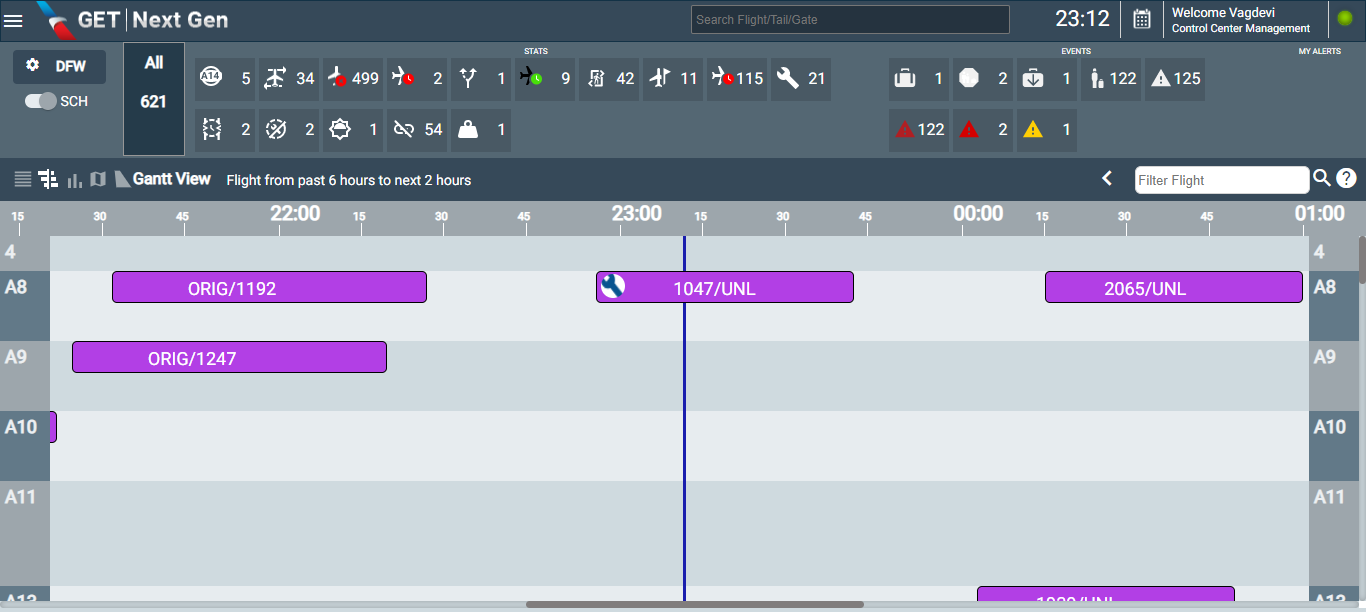 GET | Next Gen
Search Flight/Tail/Gate
23:12
Welcome Vagdevi
Control Center Management
DFW
SCH
All
621
STATS
A14 5 34 499 2 1 9 42 11 115 21
2 2 1 54 1
EVENTS
1 2 1 122 125
122 2 1
MY ALERTS
Gantt View Flight from past 6 hours to next 2 hours
Filter Flight
?
15 30 45 22:00 15 30 45 23:00 15 30 45 00:00 15 30 45 01:00
4 4
A8 ORIG/1192 1047/UNL 2065/UNL A8
A9 ORIG/1247 A9
A10 A10
A11 A11